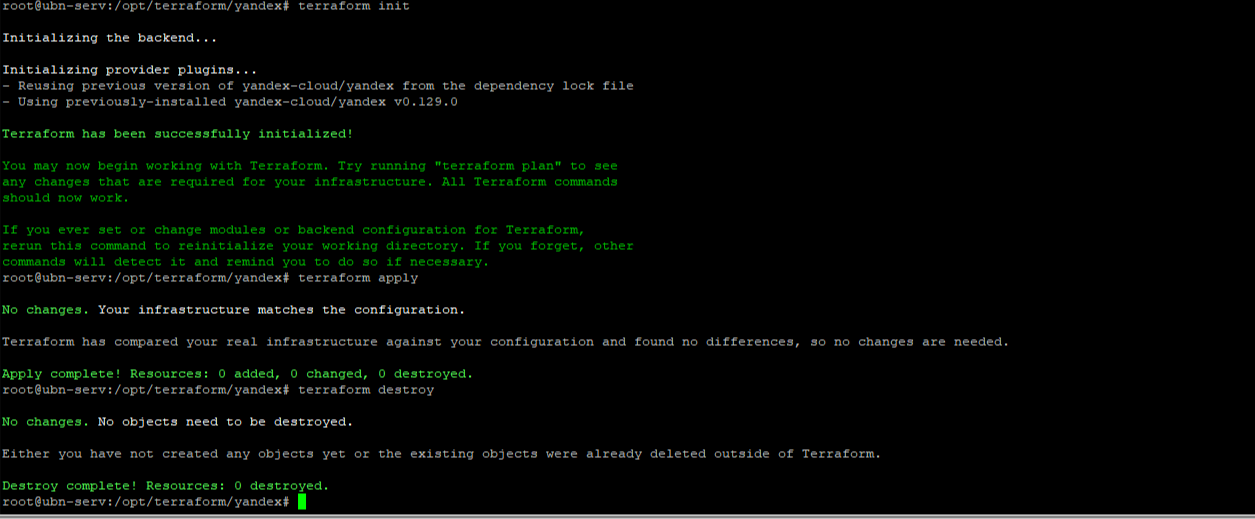 root@ubn-serv:/opt/terraform/yandex# terraform init
Initializing the backend...
Initializing provider plugins...
- Reusing previous version of yandex-cloud/yandex from the dependency lock file
- Using previously-installed yandex-cloud/yandex v0.129.0
Terraform has been successfully initialized!
You may now begin working with Terraform. Try running "terraform plan" to see
any changes that are required for your infrastructure. All Terraform commands
should now work.
If you ever set or change modules or backend configuration for Terraform,
rerun this command to reinitialize your working directory. If you forget, other
commands will detect it and remind you to do so if necessary.
root@ubn-serv:/opt/terraform/yandex# terraform apply
No changes. Your infrastructure matches the configuration.
Terraform has compared your real infrastructure against your configuration and found no differences, so no changes are needed.
Apply complete! Resources: 0 added, 0 changed, 0 destroyed.
root@ubn-serv:/opt/terraform/yandex# terraform destroy
No changes. No objects need to be destroyed.
Either you have not created any objects yet or the existing objects were already deleted outside of Terraform.
Destroy complete! Resources: 0 destroyed.
root@ubn-serv:/opt/terraform/yandex#